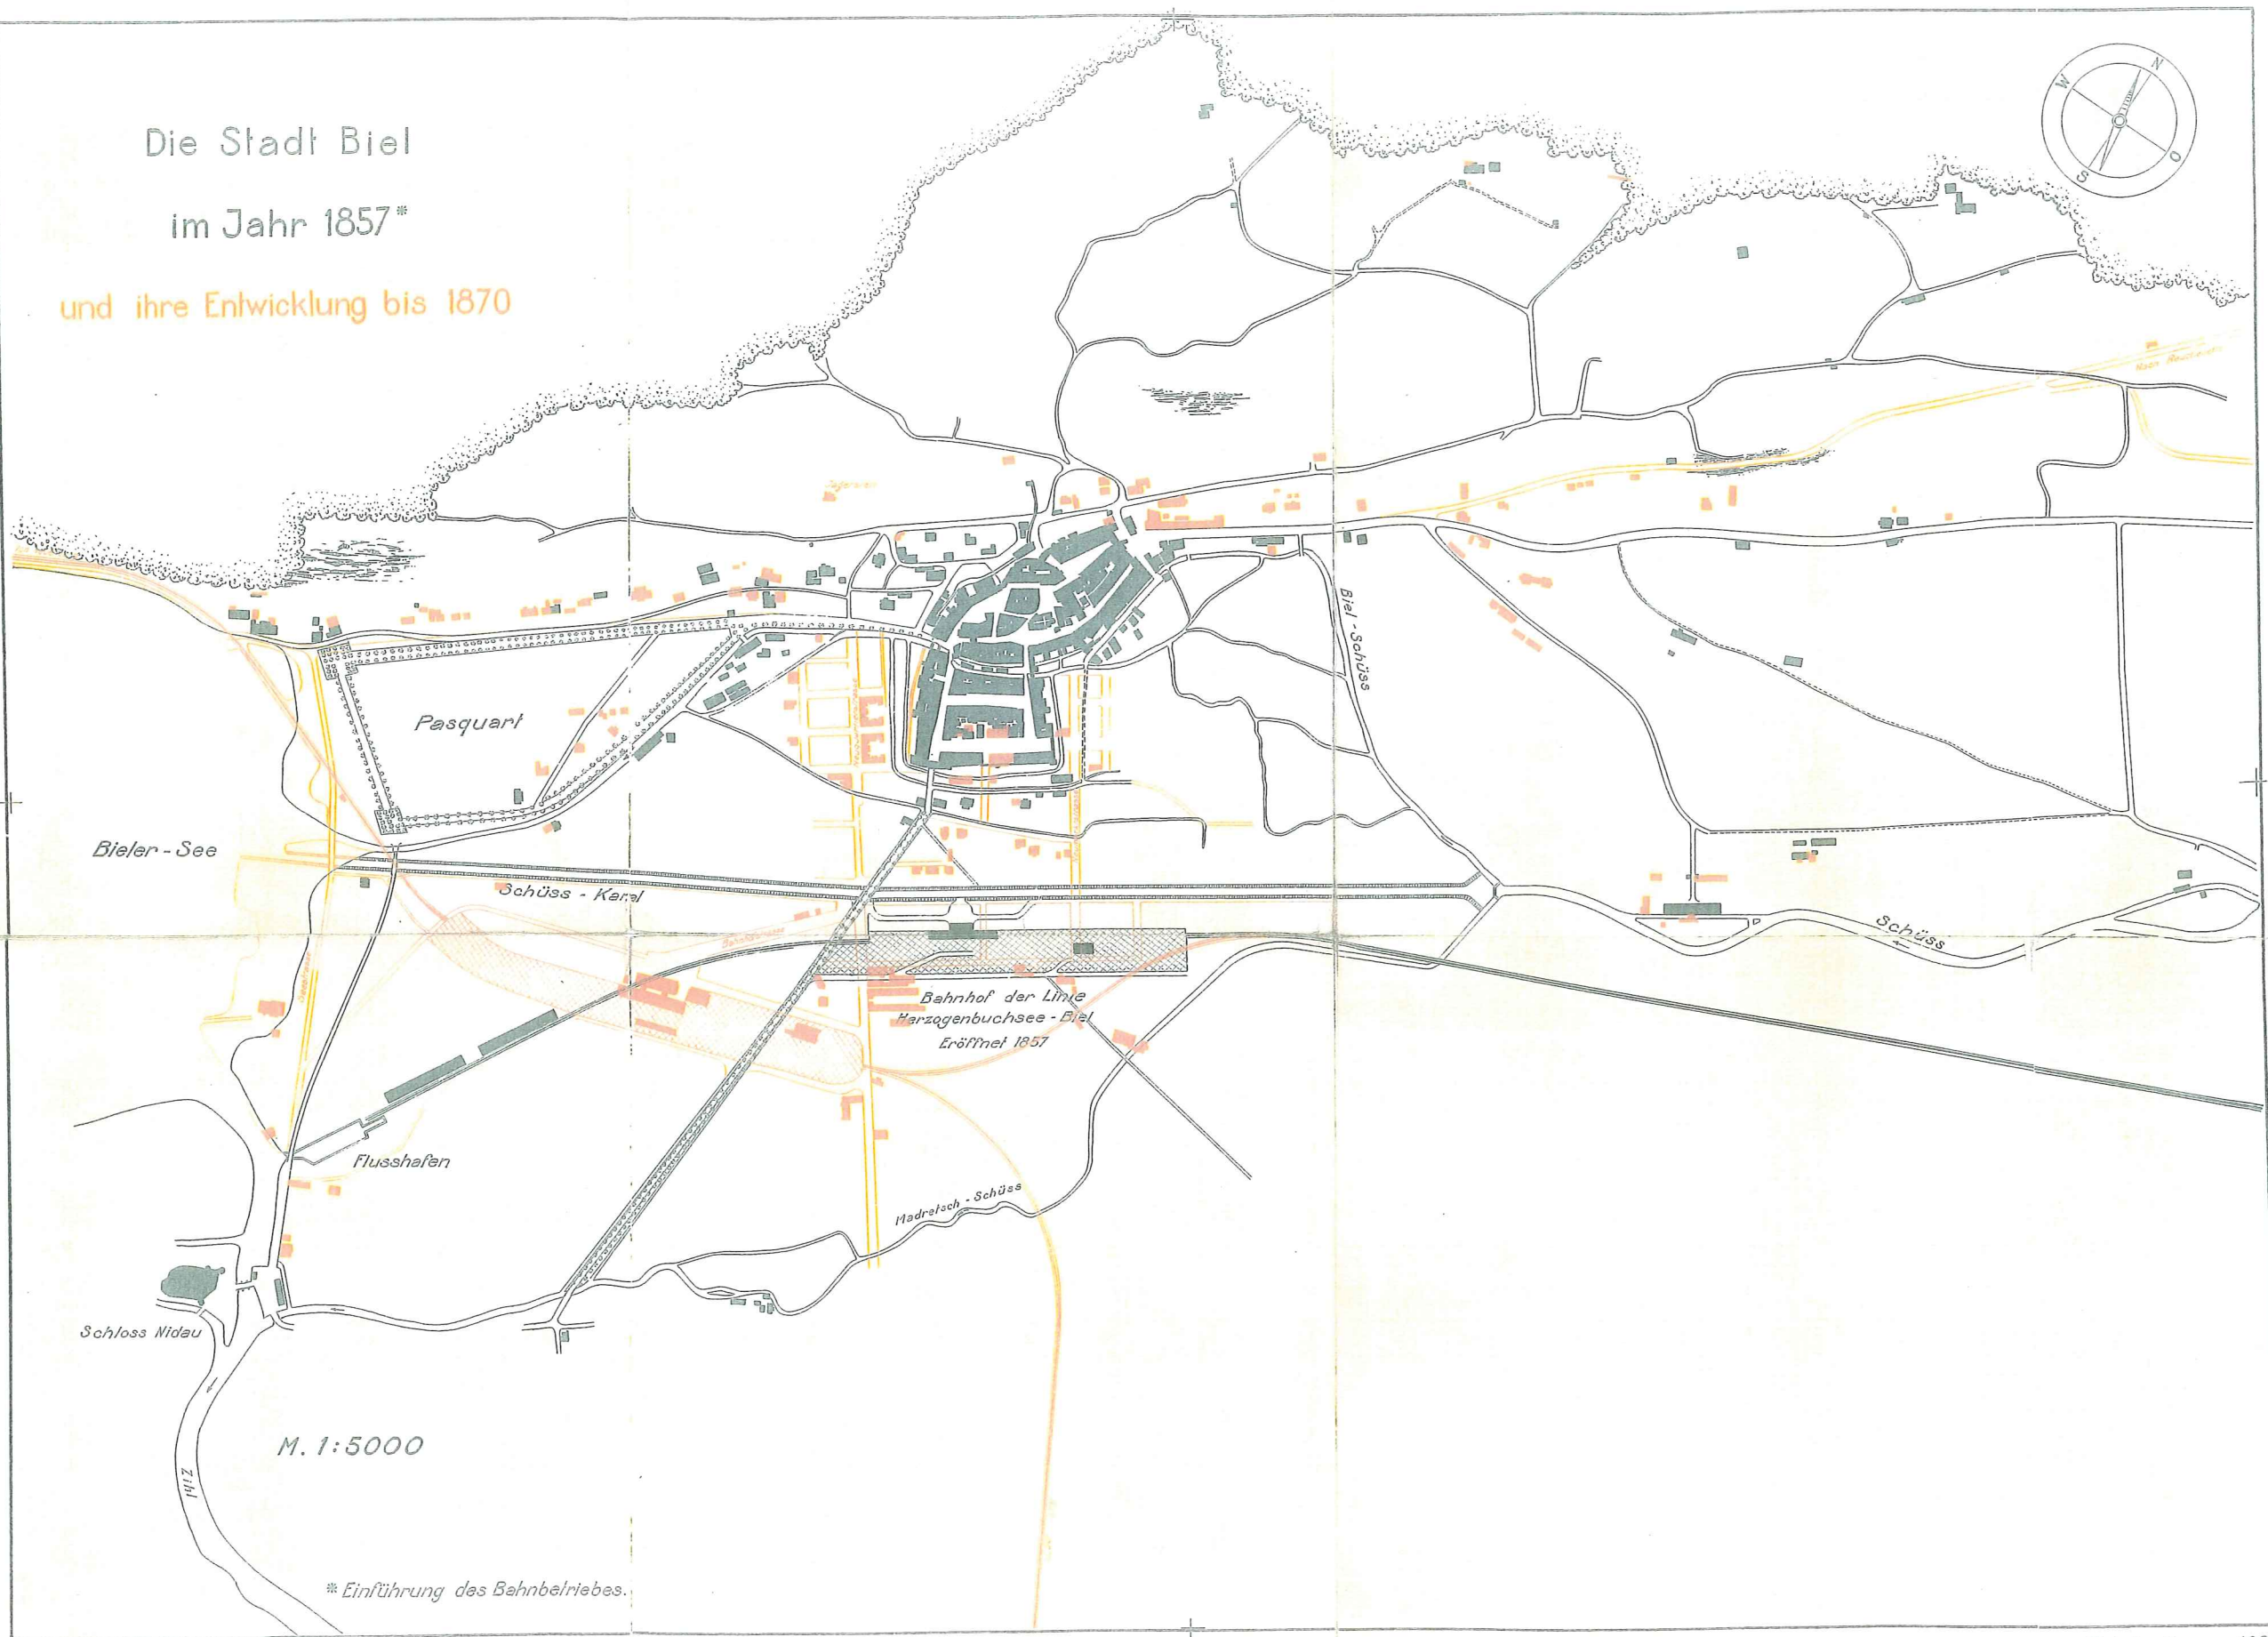 Die Stadt Biel
im Jahr 1857*
und ihre Entwicklung bis 1870
N
W
O
S
Nach
Biel-Schüss
Pasquart
Bieler-See
Schüss-Kanal
Schüss
Bahnhof der Linie
Herzogenbuchsee-Biel
Eröffnet 1857
Flusshafen
Madretsch-Schüss
Schloss Nidau
Zihl
M. 1:5000
* Einführung des Bahnbetriebes.